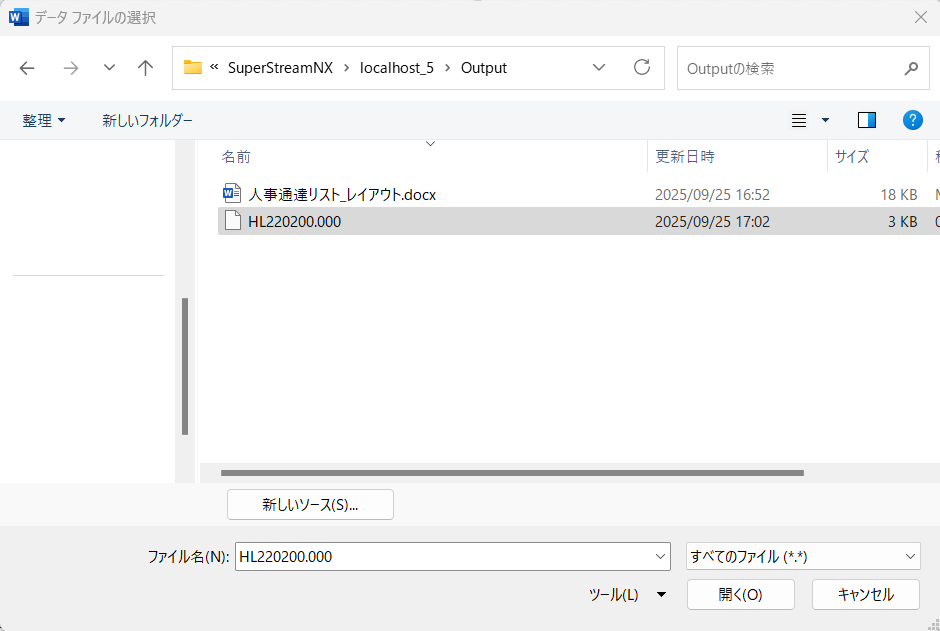 データ ファイルの選択
« SuperStreamNX › localhost_5 › Output
Outputの検索
整理
新しいフォルダー
名前 更新日時 サイズ
人事通達リスト_レイアウト.docx 2025/09/25 16:52 18 KB
HL220200.000 2025/09/25 17:02 3 KB
新しいソース(S)...
ファイル名(N): HL220200.000 すべてのファイル (*.*)
ツール(L) 開く(O) キャンセル